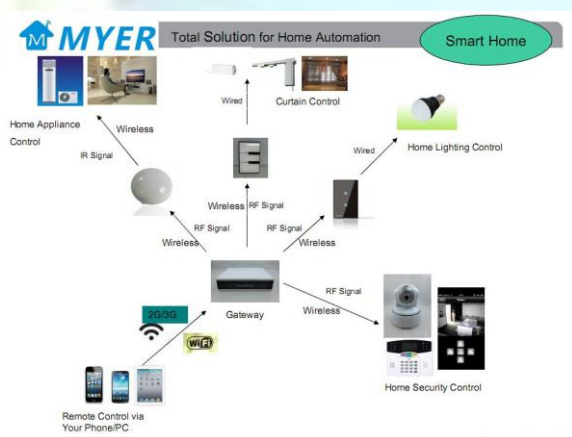 MYER
Total Solution for Home Automation
Smart Home
Wired
Curtain Control
Home Appliance
Control
Wireless
IR Signal
Wired
Home Lighting Control
Wireless
RF Signal
RF Signal
Wireless
RF Signal
Wireless
RF Signal
Wireless
2G/3G
WiFi
Gateway
Home Security Control
Remote Control via
Your Phone/PC